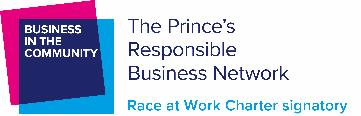 BUSINESS
IN THE
COMMUNITY
The Prince's
Responsible
Business Network
Race at Work Charter signatory